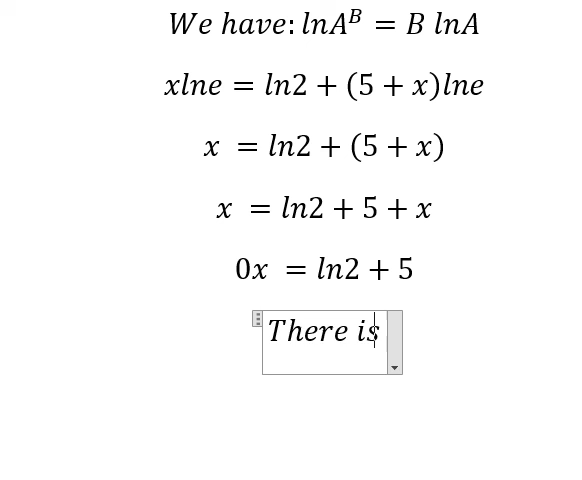 We have: lnA^B = B lnA
xlne = ln2 + (5 + x)lne
x = ln2 + (5 + x)
x = ln2 + 5 + x
0x = ln2 + 5
There is